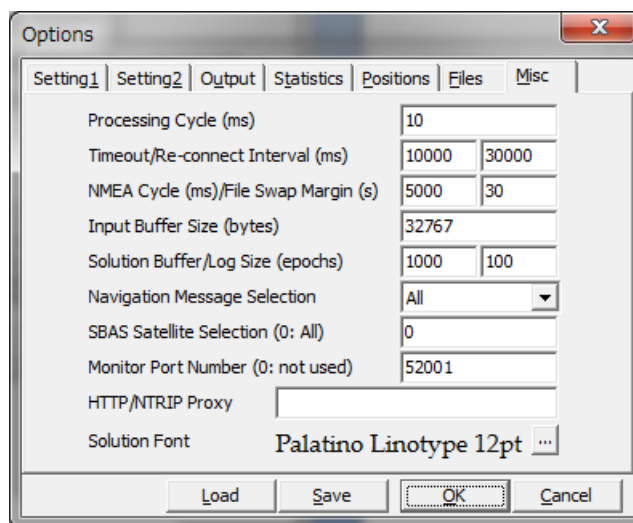 Options
Setting1 Setting2 Output Statistics Positions Files Misc
Processing Cycle (ms) 10
Timeout/Re-connect Interval (ms) 10000 30000
NMEA Cycle (ms)/File Swap Margin (s) 5000 30
Input Buffer Size (bytes) 32767
Solution Buffer/Log Size (epochs) 1000 100
Navigation Message Selection All
SBAS Satellite Selection (0: All) 0
Monitor Port Number (0: not used) 52001
HTTP/NTRIP Proxy
Solution Font Palatino Linotype 12pt ...
Load Save OK Cancel